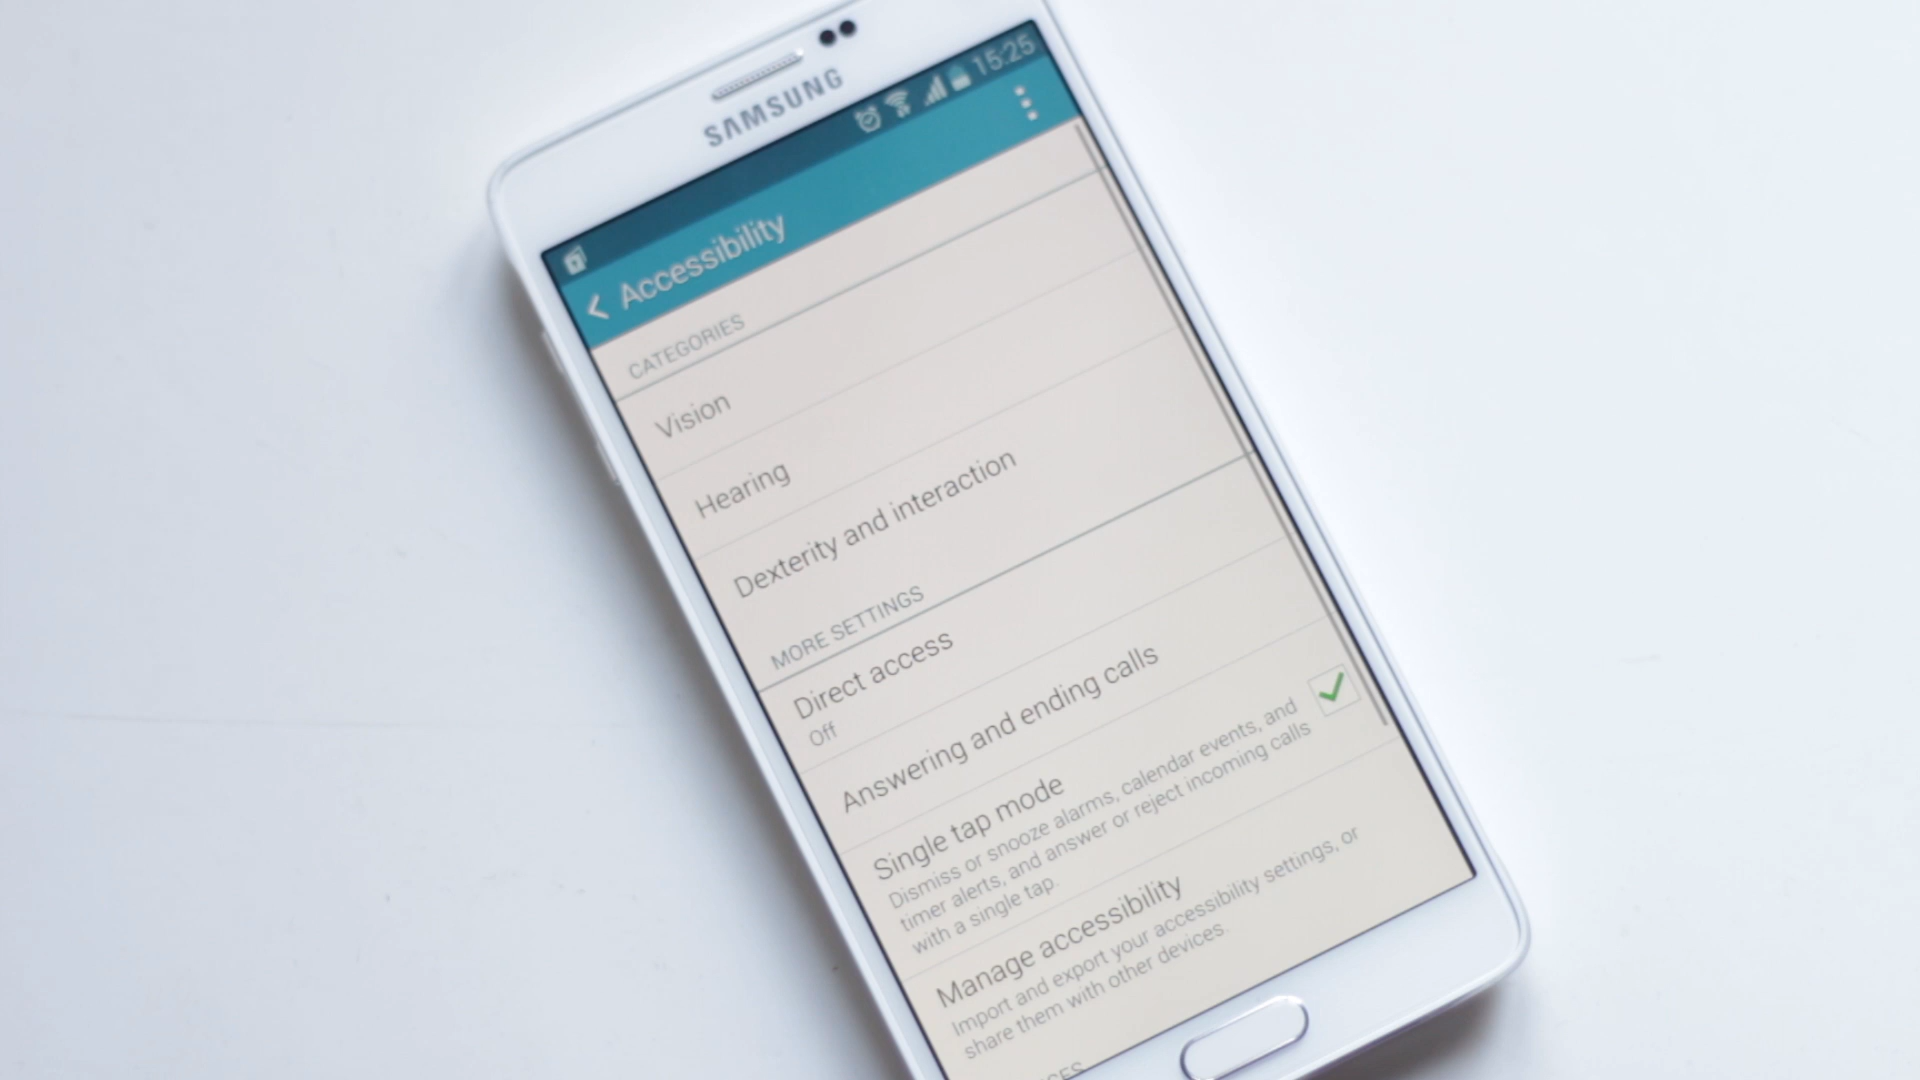 SAMSUNG
15:25
Accessibility
CATEGORIES
Vision
Hearing
Dexterity and interaction
MORE SETTINGS
Direct access
Off
Answering and ending calls
Single tap mode
Dismiss or snooze alarms, calendar events, and
timer alerts, and answer or reject incoming calls
with a single tap.
Manage accessibility
Import and export your accessibility settings, or
share them with other devices.